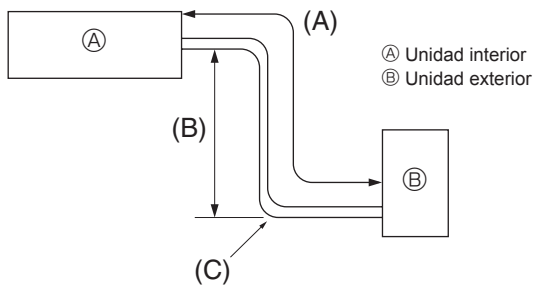 Ⓐ
(A)
Ⓐ Unidad interior
Ⓑ Unidad exterior
(B)
Ⓑ
(C)